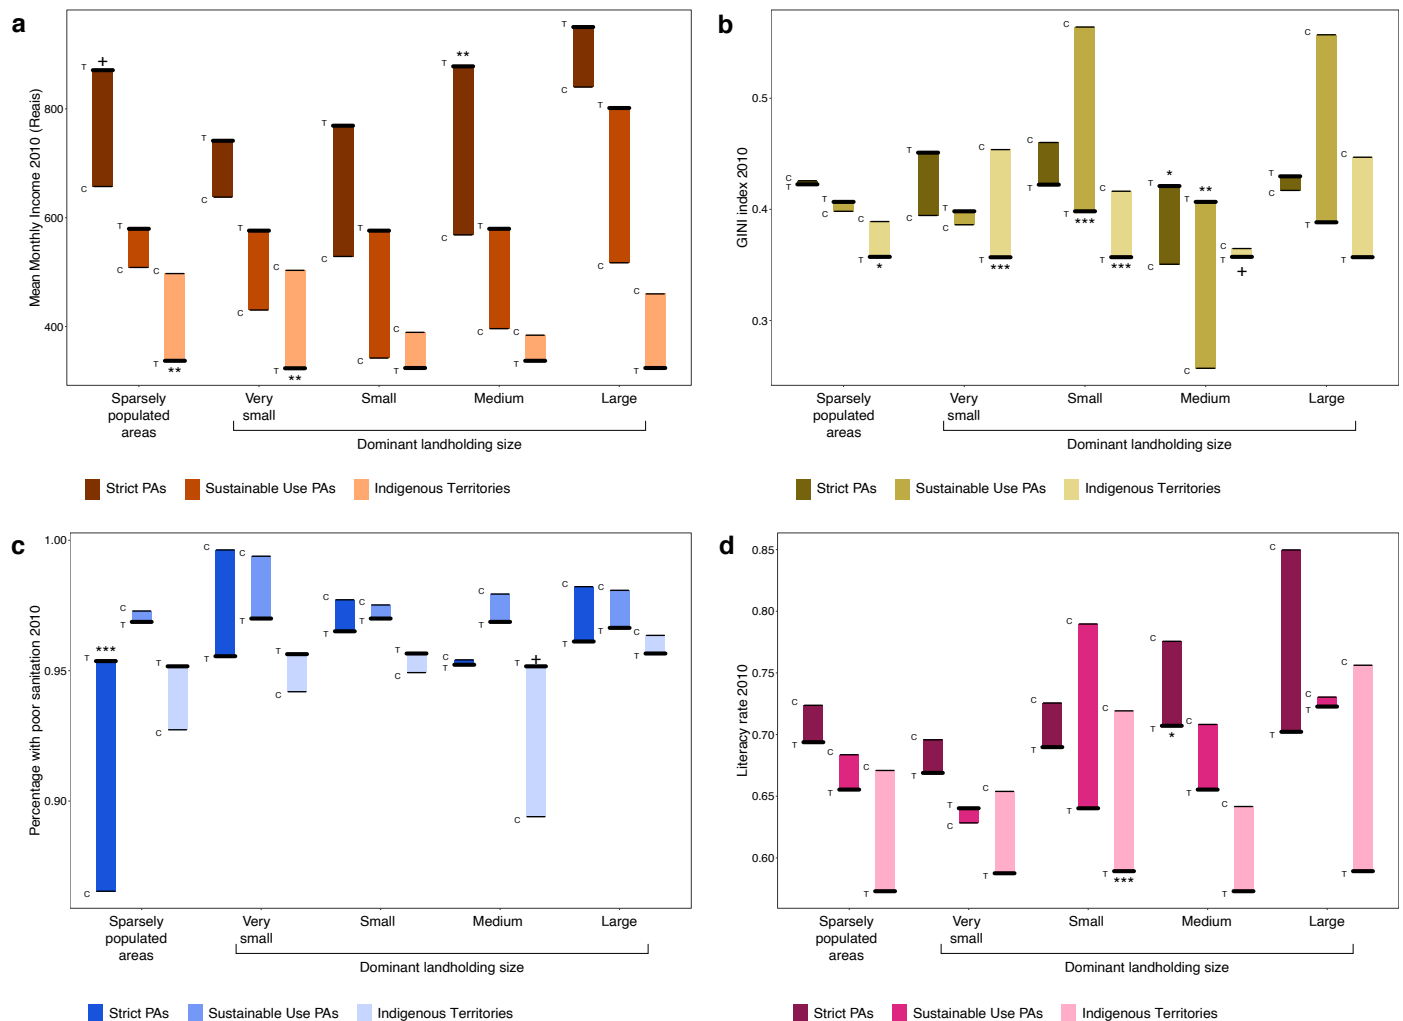 a
Mean Monthly Income 2010 (Reais)
800
600
400
T + C T C C T **
T C T C C T **
T C T C C T
T ** C T C C T
T C T C C T
Sparsely populated areas
Very small
Small
Medium
Large
Dominant landholding size
Strict PAs Sustainable Use PAs Indigenous Territories
b
GINI index 2010
0.5
0.4
0.3
C T T C C T *
T C T C C T ***
C T C T *** C T ***
T * C T ** C C T +
T C C T C T
Sparsely populated areas
Very small
Small
Medium
Large
Dominant landholding size
Strict PAs Sustainable Use PAs Indigenous Territories
c
Percentage with poor sanitation 2010
1.00
0.95
0.90
T *** C C T T C
C T C T T C
C T C T T C
C T C T T + C
C T C T C T
Sparsely populated areas
Very small
Small
Medium
Large
Dominant landholding size
Strict PAs Sustainable Use PAs Indigenous Territories
d
Literacy rate 2010
0.85
0.80
0.75
0.70
0.65
0.60
C T C T C T
C T T C C T
C T C T C T ***
C T * C T C T
C T C T C T
Sparsely populated areas
Very small
Small
Medium
Large
Dominant landholding size
Strict PAs Sustainable Use PAs Indigenous Territories